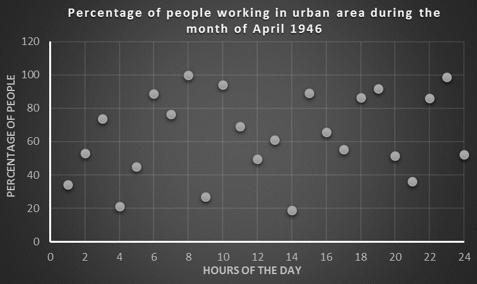 Percentage of people working in urban area during the
month of April 1946
PERCENTAGE OF PEOPLE
120
100
80
60
40
20
0
0 2 4 6 8 10 12 14 16 18 20 22 24
HOURS OF THE DAY